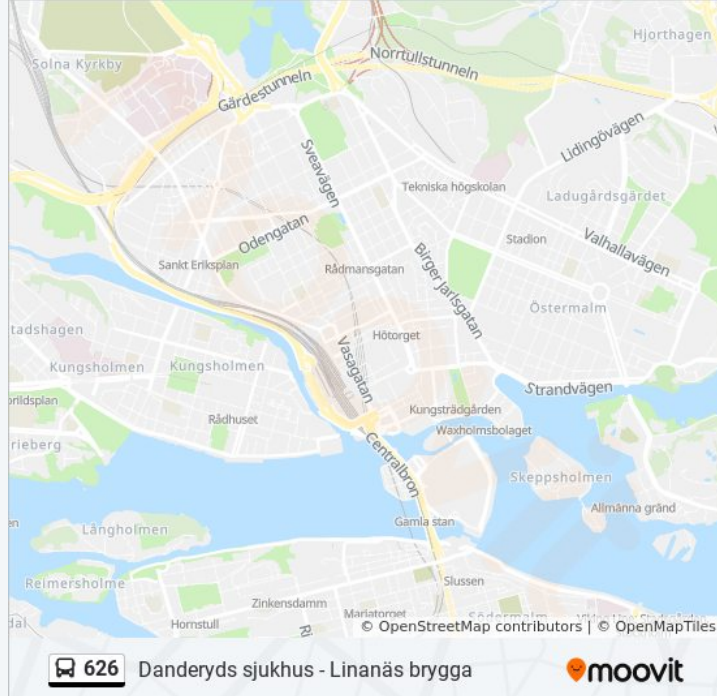 Hjorthagen
Norrtullstunneln
Solna Kyrkby
Gärdestunneln
Lidingövägen
Sveavägen
Tekniska högskolan
Ladugårdsgärdet
Odengatan
Stadion
Valhallavägen
Birger Jarlsgatan
Sankt Eriksplan
Rådmansgatan
Östermalm
tadshagen
Hötorget
Vasagatan
Kungsholmen
Kungsholmen
Strandvägen
Rådhuset
Kungsträdgården
Waxholmsbolaget
Centralbron
Skeppsholmen
Allmänna gränd
Långholmen
Gamla stan
Reimersholme
Slussen
Zinkensdamm
Mariatorget
Hornstull
© OpenStreetMap contributors | © OpenMapTiles
626 Danderyds sjukhus - Linanäs brygga
moovit